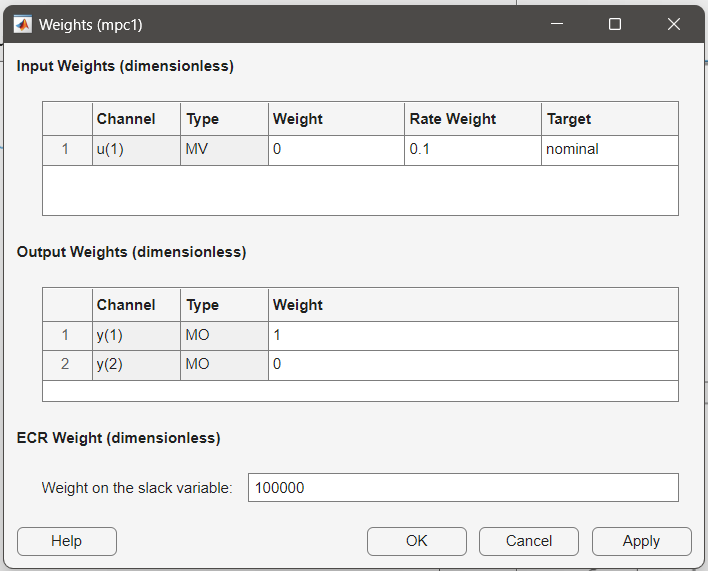 Weights (mpc1)
Input Weights (dimensionless)
Channel Type Weight Rate Weight Target
1 u(1) MV 0 0.1 nominal
Output Weights (dimensionless)
Channel Type Weight
1 y(1) MO 1
2 y(2) MO 0
ECR Weight (dimensionless)
Weight on the slack variable: 100000
Help OK Cancel Apply